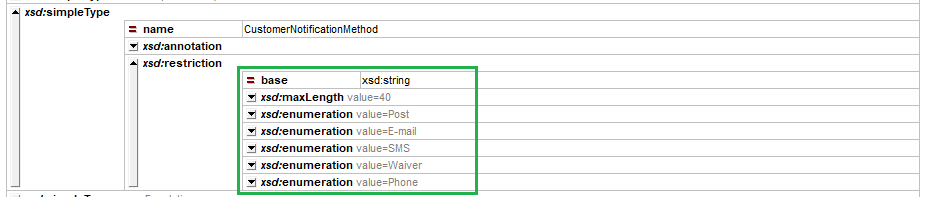 xsd:simpleType
= name CustomerNotificationMethod
xsd:annotation
xsd:restriction
= base xsd:string
xsd:maxLength value=40
xsd:enumeration value=Post
xsd:enumeration value=E-mail
xsd:enumeration value=SMS
xsd:enumeration value=Waiver
xsd:enumeration value=Phone